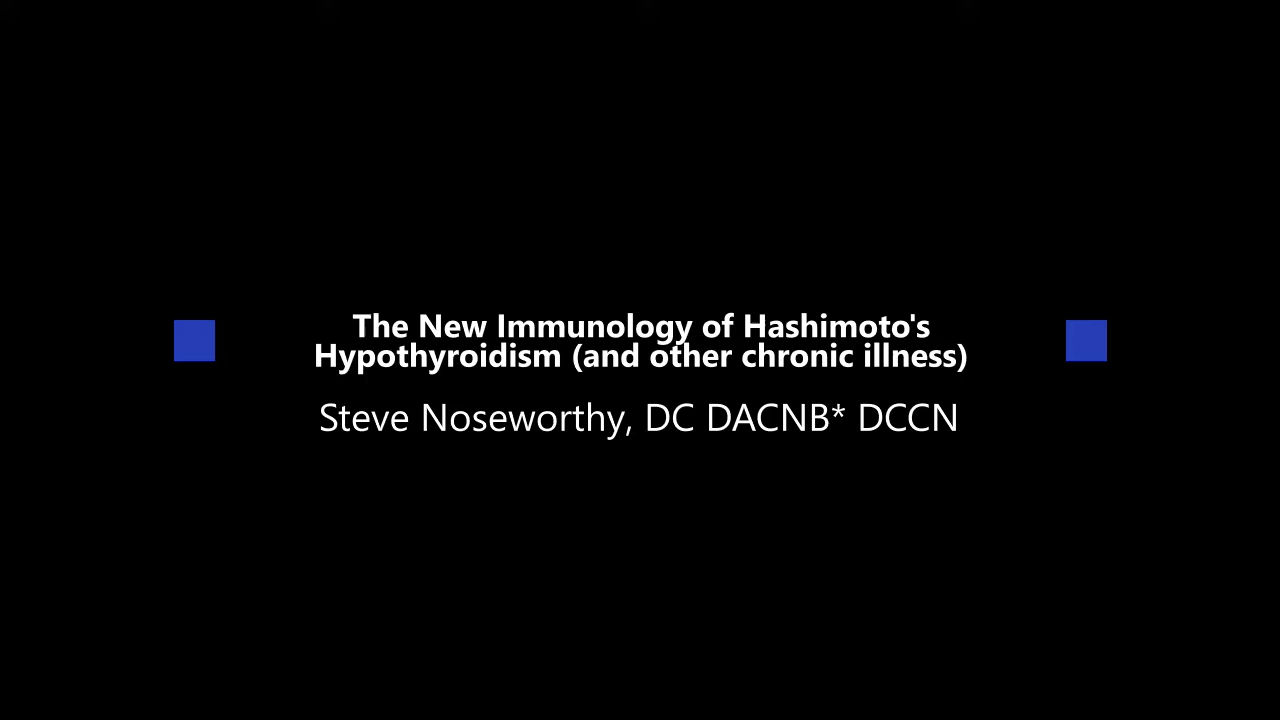 The New Immunology of Hashimoto's
Hypothyroidism (and other chronic illness)
Steve Noseworthy, DC DACNB* DCCN